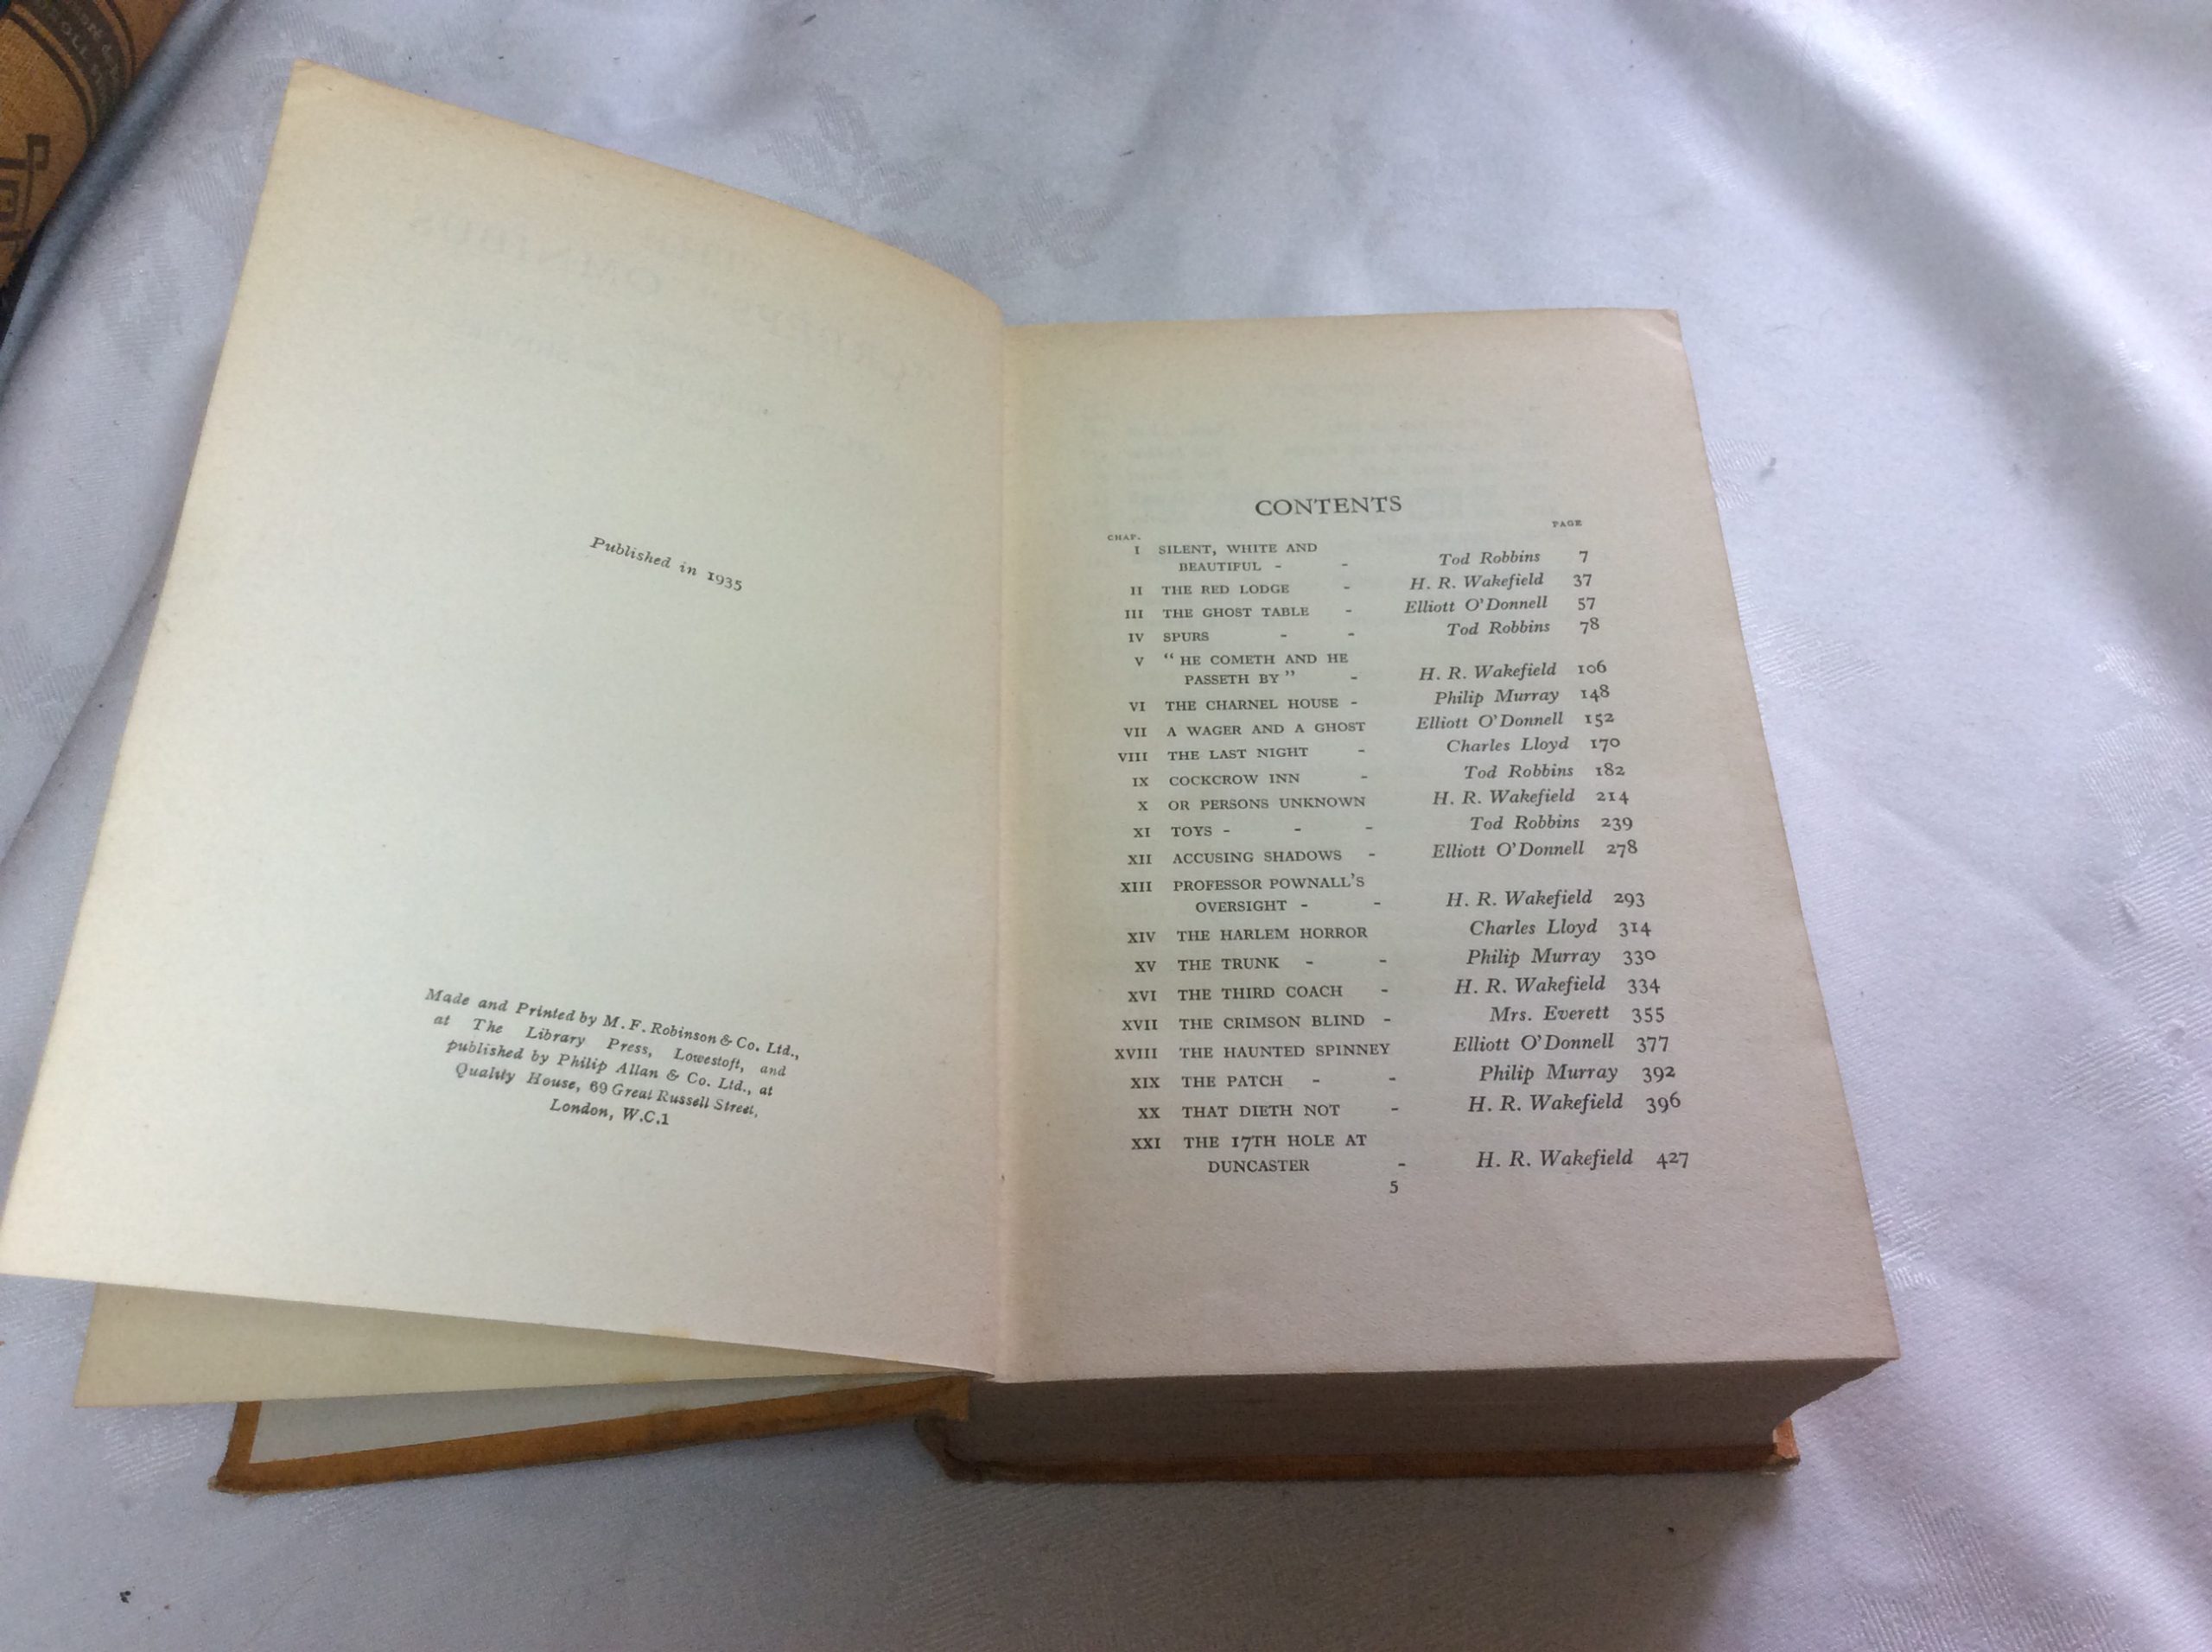 Published in 1935
Made and Printed by M. F. Robinson & Co. Ltd.,
at The Library Press, Lowestoft, and
published by Philip Allan & Co. Ltd., at
Quality House, 69 Great Russell Street,
London, W.C.1
CONTENTS
CHAP. PAGE
I SILENT, WHITE AND
BEAUTIFUL - - Tod Robbins 7
II THE RED LODGE - H. R. Wakefield 37
III THE GHOST TABLE - Elliott O'Donnell 57
IV SPURS - - Tod Robbins 78
V " HE COMETH AND HE
PASSETH BY " - H. R. Wakefield 106
VI THE CHARNEL HOUSE - Philip Murray 148
VII A WAGER AND A GHOST Elliott O'Donnell 152
VIII THE LAST NIGHT - Charles Lloyd 170
IX COCKCROW INN - Tod Robbins 182
X OR PERSONS UNKNOWN H. R. Wakefield 214
XI TOYS - - - Tod Robbins 239
XII ACCUSING SHADOWS - Elliott O'Donnell 278
XIII PROFESSOR POWNALL'S
OVERSIGHT - - H. R. Wakefield 293
XIV THE HARLEM HORROR Charles Lloyd 314
XV THE TRUNK - - Philip Murray 330
XVI THE THIRD COACH - H. R. Wakefield 334
XVII THE CRIMSON BLIND - Mrs. Everett 355
XVIII THE HAUNTED SPINNEY Elliott O'Donnell 377
XIX THE PATCH - - Philip Murray 392
XX THAT DIETH NOT - H. R. Wakefield 396
XXI THE 17TH HOLE AT
DUNCASTER - H. R. Wakefield 427
5